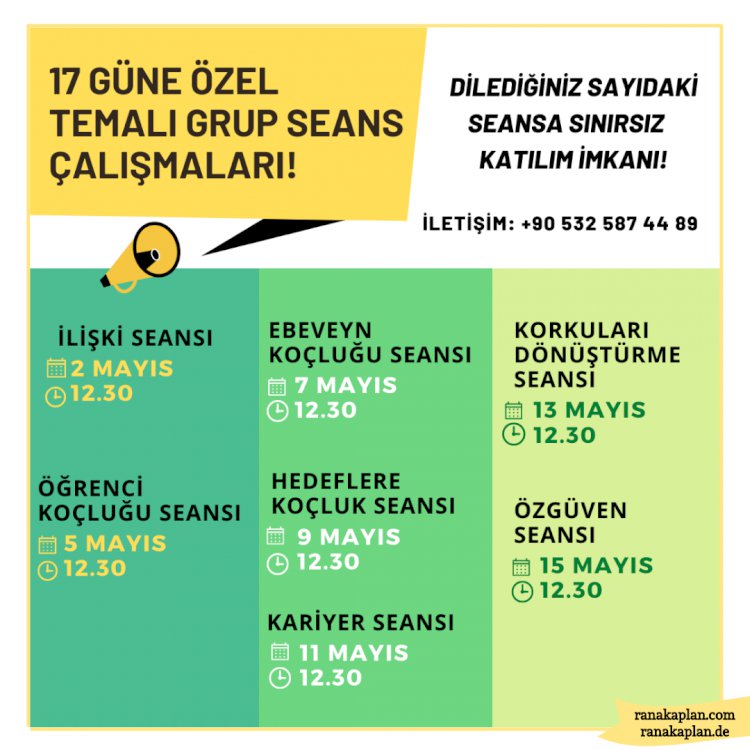 17 GÜNE ÖZEL
TEMALI GRUP SEANS
ÇALIŞMALARI!
DİLEDİĞİNİZ SAYIDAKİ
SEANSA SINIRSIZ
KATILIM İMKANI!
İLETİŞİM: +90 532 587 44 89
İLİŞKİ SEANSI
2 MAYIS
12.30
ÖĞRENCİ
KOÇLUĞU SEANSI
5 MAYIS
12.30
EBEVEYN
KOÇLUĞU SEANSI
7 MAYIS
12.30
HEDEFLERE
KOÇLUK SEANSI
9 MAYIS
12.30
KARİYER SEANSI
11 MAYIS
12.30
KORKULARI
DÖNÜŞTÜRME
SEANSI
13 MAYIS
12.30
ÖZGÜVEN
SEANSI
15 MAYIS
12.30
ranakaplan.com
ranakaplan.de